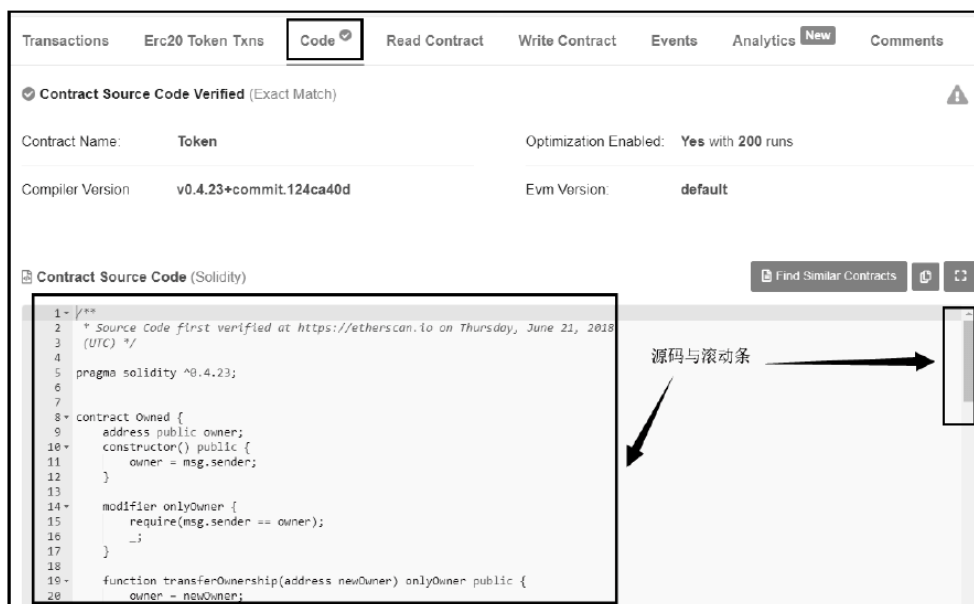 Transactions Erc20 Token Txns Code Read Contract Write Contract Events Analytics New Comments
Contract Source Code Verified (Exact Match)
Contract Name: Token Optimization Enabled: Yes with 200 runs
Compiler Version v0.4.23+commit.124ca40d Evm Version: default
Contract Source Code (Solidity) Find Similar Contracts
1 /**
2 * Source Code first verified at https://etherscan.io on Thursday, June 21, 2018
3 (UTC) */
4
5 pragma solidity ^0.4.23;
6
7
8 contract Owned {
9 address public owner;
10 constructor() public {
11 owner = msg.sender;
12 }
13
14 modifier onlyOwner {
15 require(msg.sender == owner);
16 _;
17 }
18
19 function transferOwnership(address newOwner) onlyOwner public {
20 owner = newOwner;
源码与滚动条